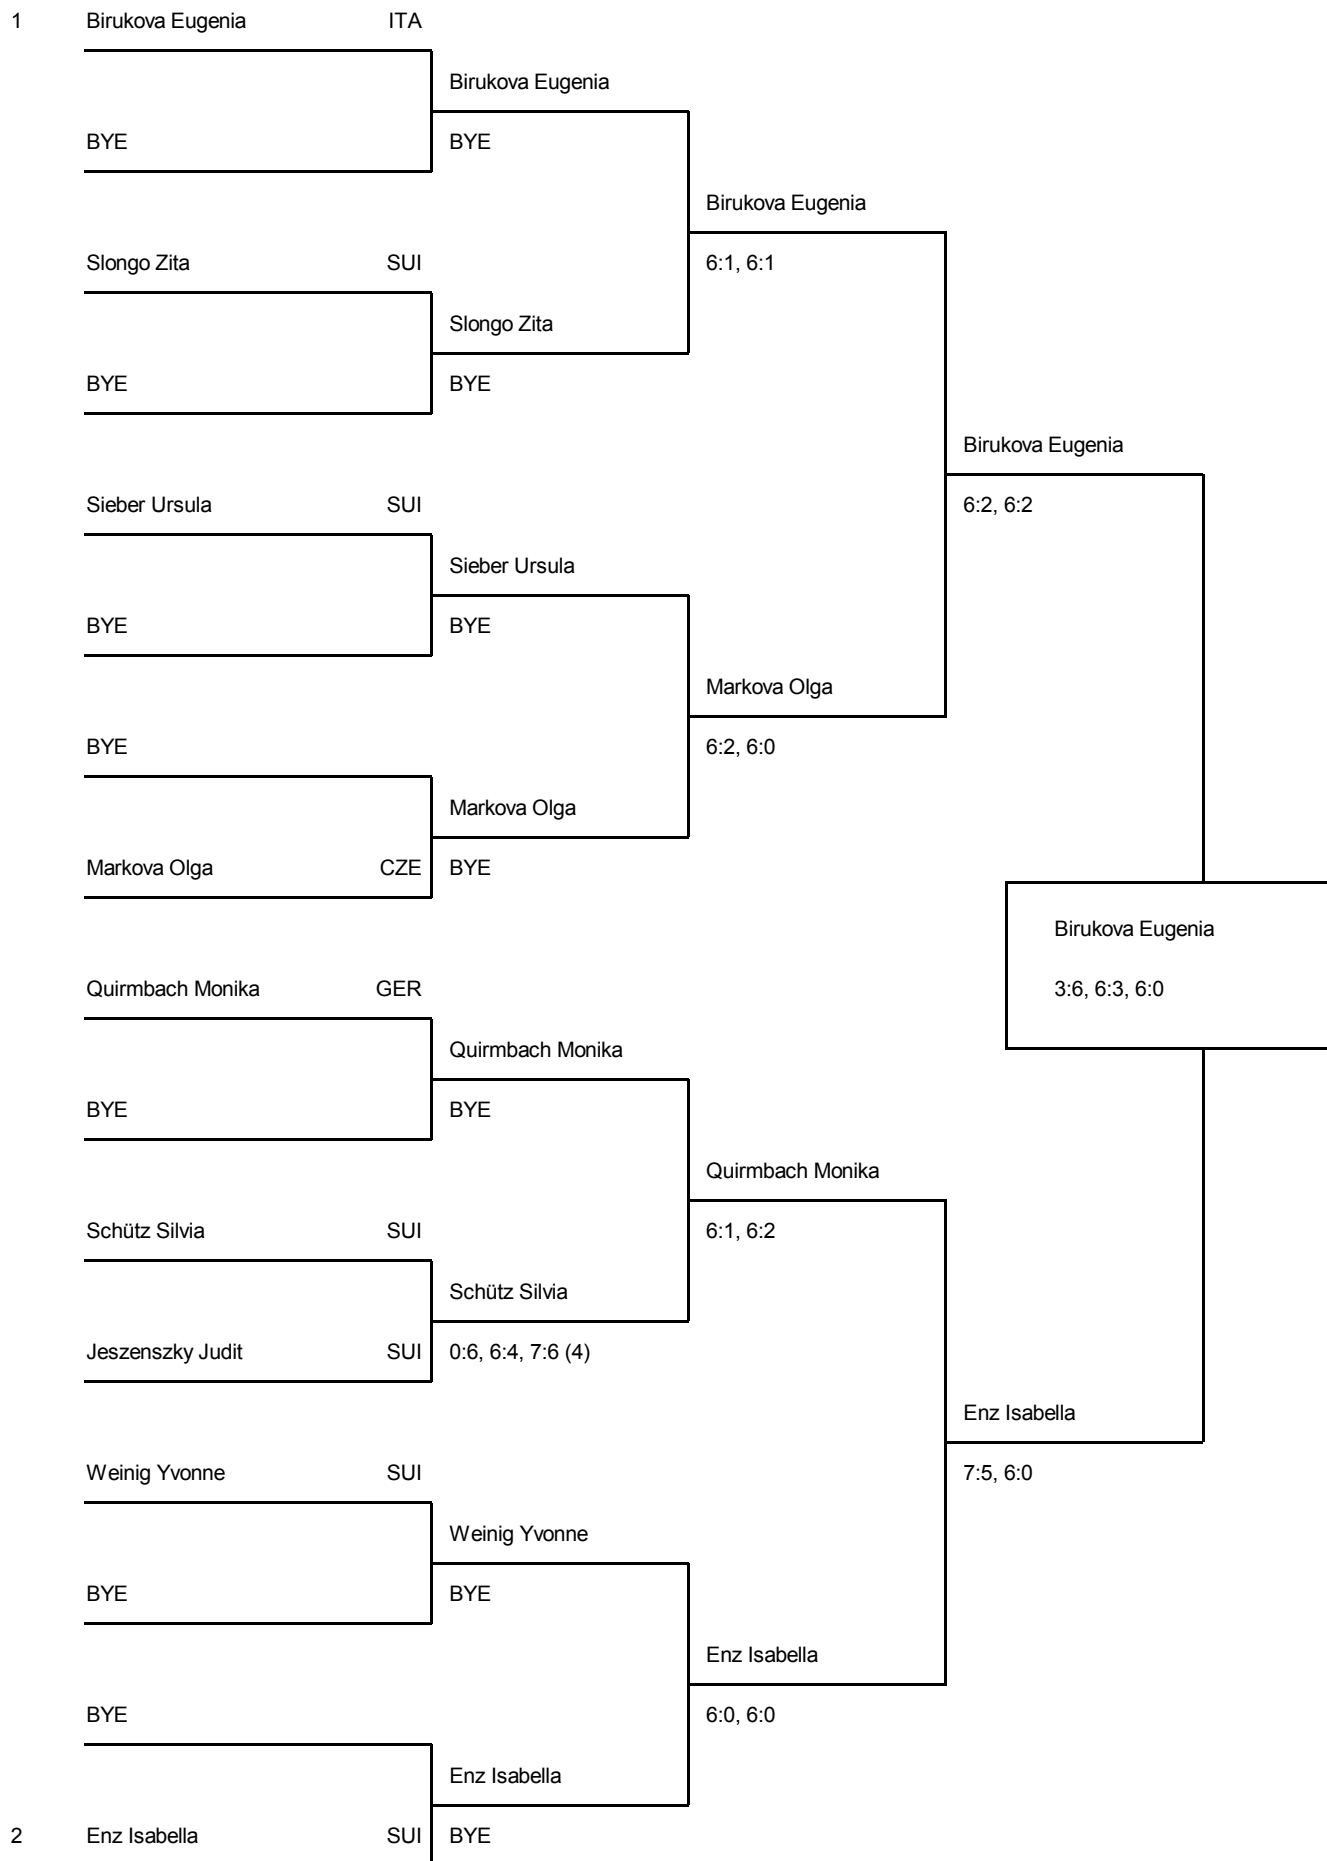 1 Birukova Eugenia ITA
Birukova Eugenia
BYE BYE
Birukova Eugenia
Slongo Zita SUI 6:1, 6:1
Slongo Zita
BYE BYE
Birukova Eugenia
Sieber Ursula SUI 6:2, 6:2
Sieber Ursula
BYE BYE
Markova Olga
BYE 6:2, 6:0
Markova Olga
Markova Olga CZE BYE
Birukova Eugenia
Quirmbach Monika GER 3:6, 6:3, 6:0
Quirmbach Monika
BYE BYE
Quirmbach Monika
Schütz Silvia SUI 6:1, 6:2
Schütz Silvia
Jeszenszky Judit SUI 0:6, 6:4, 7:6 (4)
Enz Isabella
Weinig Yvonne SUI 7:5, 6:0
Weinig Yvonne
BYE BYE
Enz Isabella
BYE 6:0, 6:0
Enz Isabella
2 Enz Isabella SUI BYE